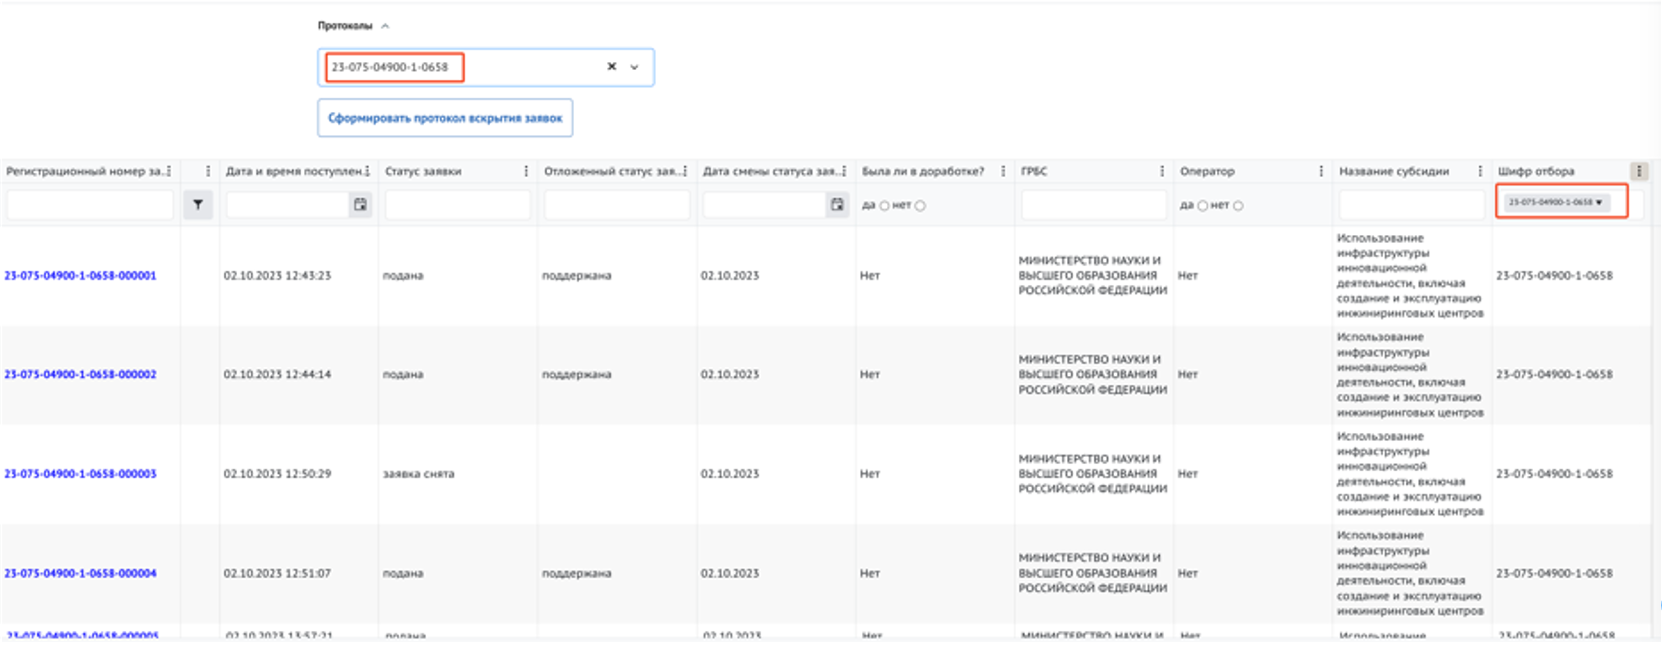 Протоколы
23-075-04900-1-0658
Сформировать протокол вскрытия заявок
Регистрационный номер за... Дата и время поступлен... Статус заявки Отложенный статус зая... Дата смены статуса зая... Была ли в доработке? ГРБС Оператор Название субсидии Шифр отбора
да нет да нет 23-075-04900-1-0658
23-075-04900-1-0658-000001 02.10.2023 12:43:23 подана поддержана 02.10.2023 Нет
МИНИСТЕРСТВО НАУКИ И
ВЫСШЕГО ОБРАЗОВАНИЯ
РОССИЙСКОЙ ФЕДЕРАЦИИ
Нет
Использование
инфраструктуры
инновационной
деятельности, включая
создание и эксплуатацию
инжиниринговых центров
23-075-04900-1-0658
23-075-04900-1-0658-000002 02.10.2023 12:44:14 подана поддержана 02.10.2023 Нет
МИНИСТЕРСТВО НАУКИ И
ВЫСШЕГО ОБРАЗОВАНИЯ
РОССИЙСКОЙ ФЕДЕРАЦИИ
Нет
Использование
инфраструктуры
инновационной
деятельности, включая
создание и эксплуатацию
инжиниринговых центров
23-075-04900-1-0658
23-075-04900-1-0658-000003 02.10.2023 12:50:29 заявка снята 02.10.2023 Нет
МИНИСТЕРСТВО НАУКИ И
ВЫСШЕГО ОБРАЗОВАНИЯ
РОССИЙСКОЙ ФЕДЕРАЦИИ
Нет
Использование
инфраструктуры
инновационной
деятельности, включая
создание и эксплуатацию
инжиниринговых центров
23-075-04900-1-0658
23-075-04900-1-0658-000004 02.10.2023 12:51:07 подана поддержана 02.10.2023 Нет
МИНИСТЕРСТВО НАУКИ И
ВЫСШЕГО ОБРАЗОВАНИЯ
РОССИЙСКОЙ ФЕДЕРАЦИИ
Нет
Использование
инфраструктуры
инновационной
деятельности, включая
создание и эксплуатацию
инжиниринговых центров
23-075-04900-1-0658
23-075-04900-1-0658-000005 02.10.2023 13:57:21 подана 02.10.2023 Нет МИНИСТЕРСТВО НАУКИ И Нет Использование 23-075-04900-1-0658